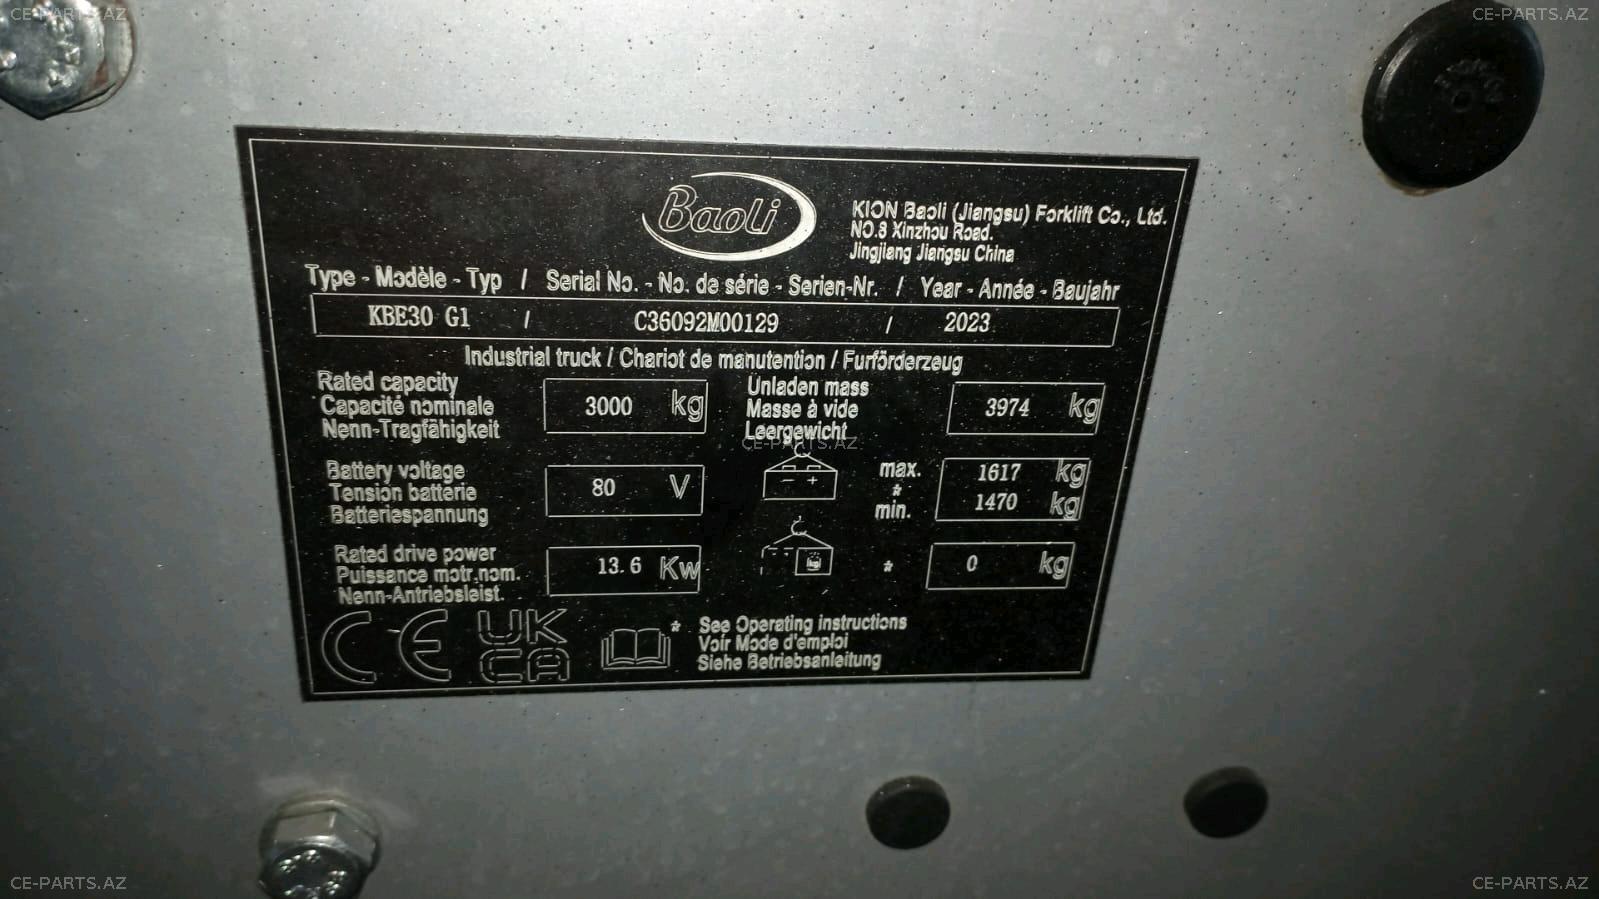 CE-PARTS.AZ
CE-PARTS.AZ
Baoli
KION Baoli (Jiangsu) Forklift Co., Ltd.
NO.8 Xinzhou Road.
Jingjiang Jiangsu China
Type - Modèle - Typ / Serial No. - No. de série - Serien-Nr. / Year - Année - Baujahr
KBE30 G1 / C36092M00129 / 2023
Industrial truck / Chariot de manutention / Furförderzeug
Rated capacity
Capacité nominale
Nenn-Tragfähigkeit
3000 kg
Unladen mass
Masse à vide
Leergewicht
3974 kg
CE-PARTS.AZ
Battery voltage
Tension batterie
Batteriespannung
80 V
- +
max. 1617 kg
*
min. 1470 kg
Rated drive power
Puissance motr.nom.
Nenn-Antriebsleist.
13.6 Kw
kg
* 0 kg
CE
UK
CA
* See Operating instructions
Voir Mode d'emploi
Siehe Betriebsanleitung
CE-PARTS.AZ
CE-PARTS.AZ